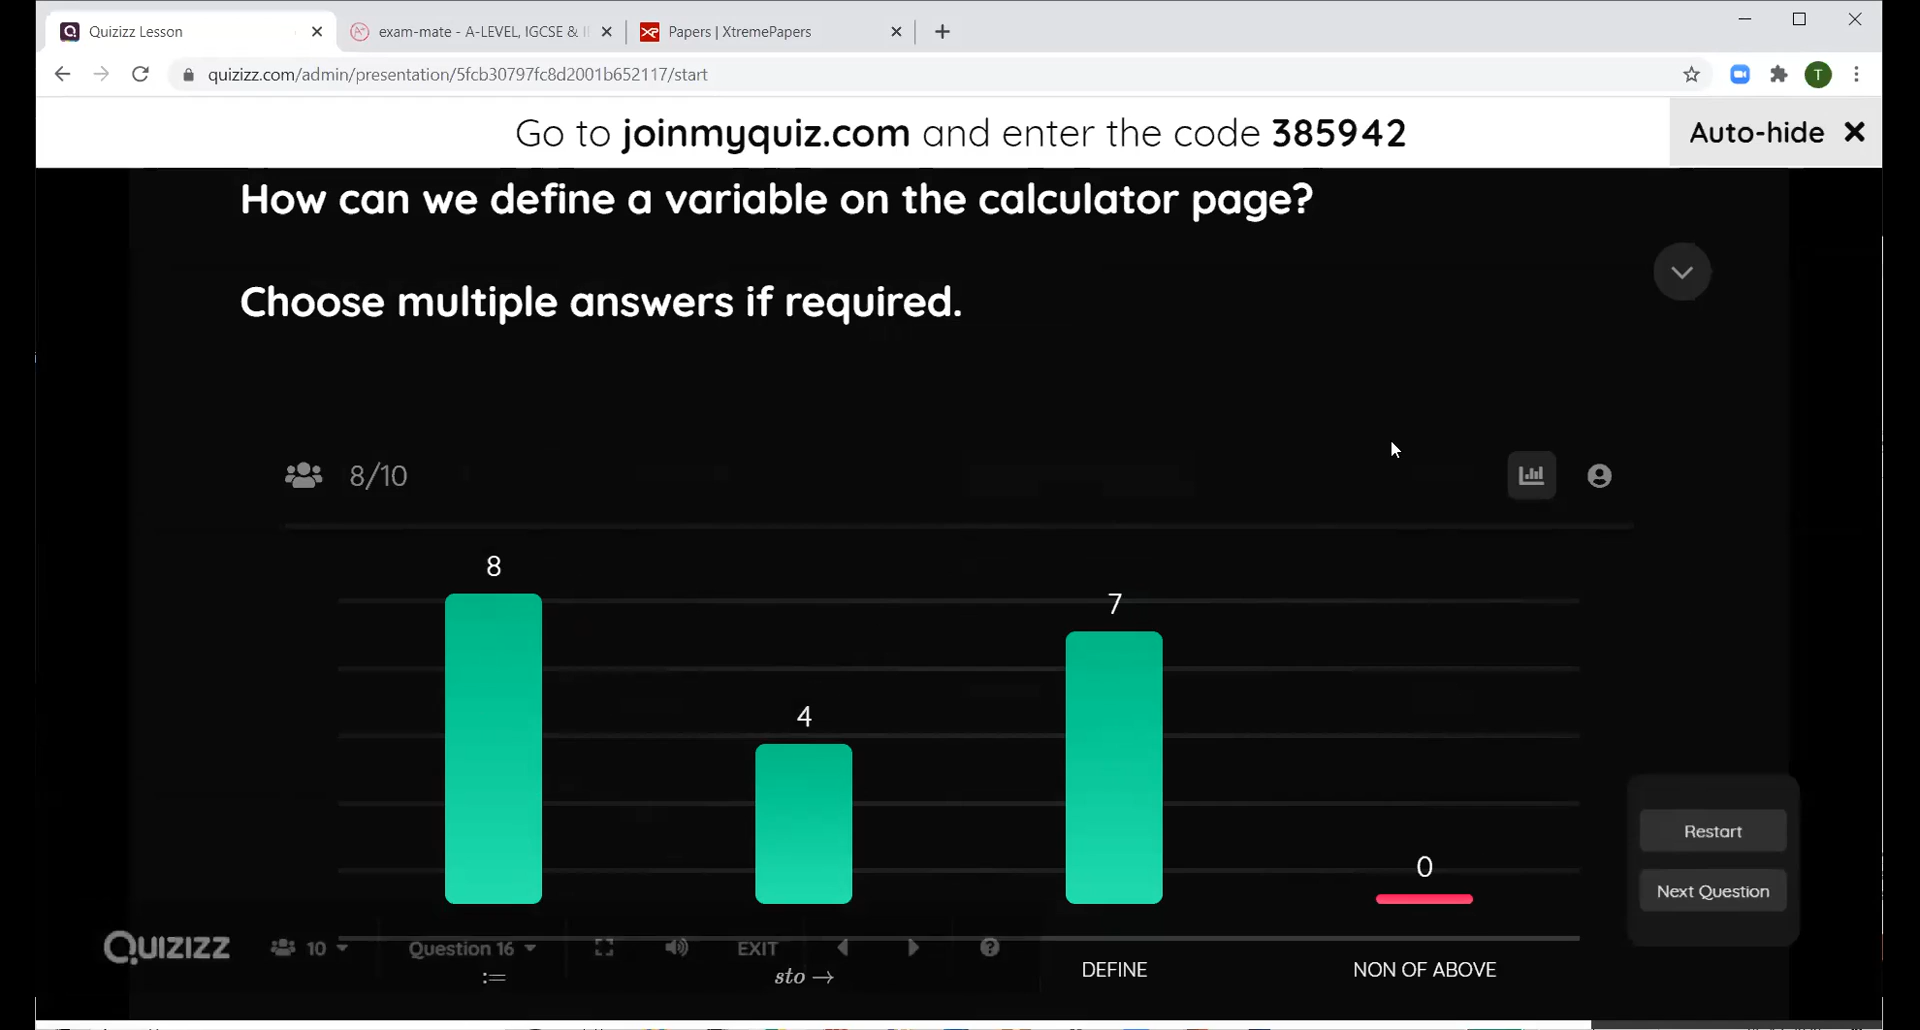 Quizizz Lesson
exam-mate - A-LEVEL, IGCSE &
Papers | XtremePapers
quizizz.com/admin/presentation/5fcb30797fc8d2001b652117/start
T
Go to joinmyquiz.com and enter the code 385942
Auto-hide
How can we define a variable on the calculator page?
Choose multiple answers if required.
8/10
8
4
7
0
Restart
Next Question
Quizizz
10
Question 16
EXIT
:=
sto →
DEFINE
NON OF ABOVE